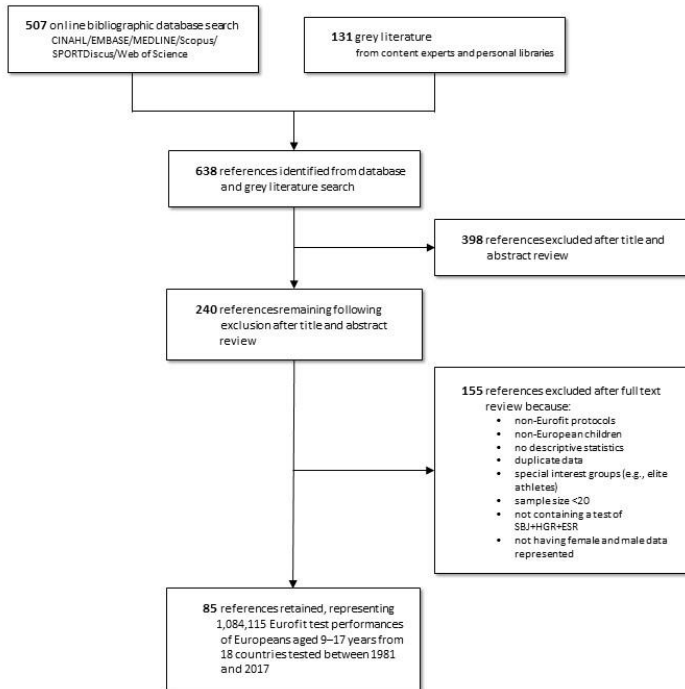 507 online bibliographic database search
CINAHL/EMBASE/MEDLINE/Scopus/
SPORTDiscus/Web of Science
131 grey literature
from content experts and personal libraries
638 references identified from database
and grey literature search
398 references excluded after title and
abstract review
240 references remaining following
exclusion after title and abstract
review
155 references excluded after full text
review because:
• non-Eurofit protocols
• non-European children
• no descriptive statistics
• duplicate data
• special interest groups (e.g., elite
athletes)
• sample size <20
• not containing a test of
SBJ+HGR+ESR
• not having female and male data
represented
85 references retained, representing
1,084,115 Eurofit test performances
of Europeans aged 9–17 years from
18 countries tested between 1981
and 2017